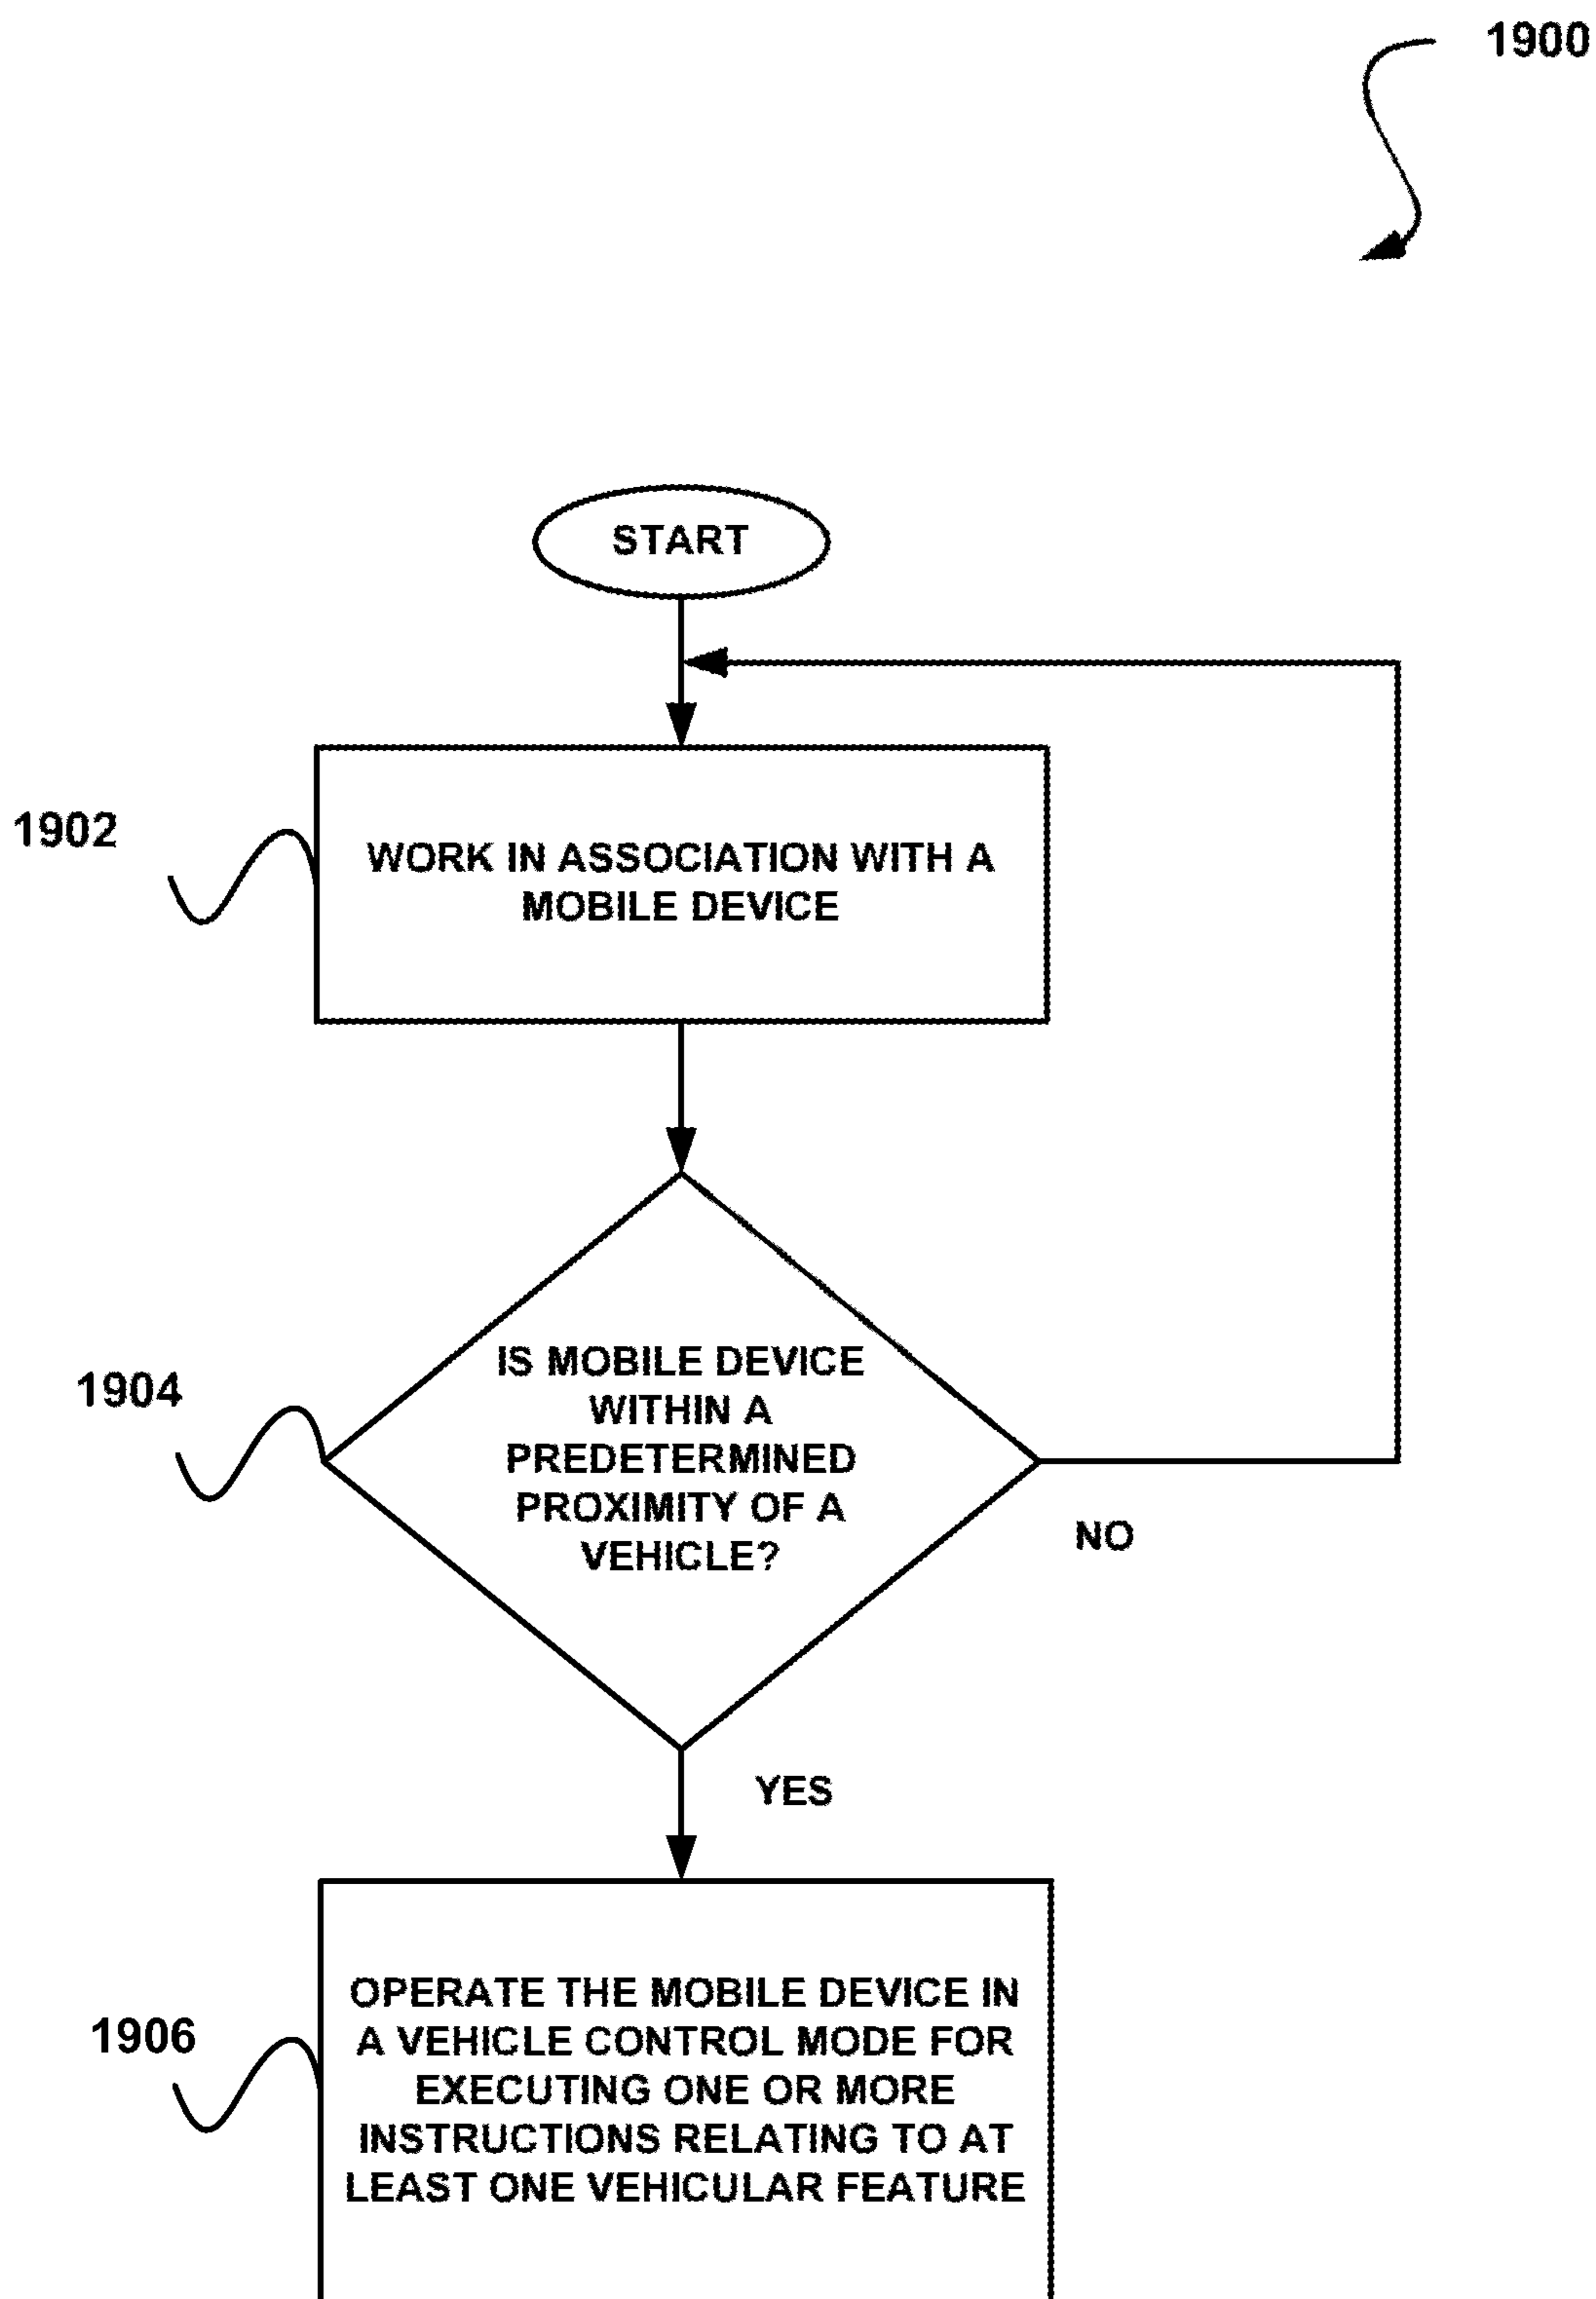 1900
START
1902
WORK IN ASSOCIATION WITH A
MOBILE DEVICE
1904
IS MOBILE DEVICE
WITHIN A
PREDETERMINED
PROXIMITY OF A
VEHICLE?
NO
YES
1906
OPERATE THE MOBILE DEVICE IN
A VEHICLE CONTROL MODE FOR
EXECUTING ONE OR MORE
INSTRUCTIONS RELATING TO AT
LEAST ONE VEHICULAR FEATURE